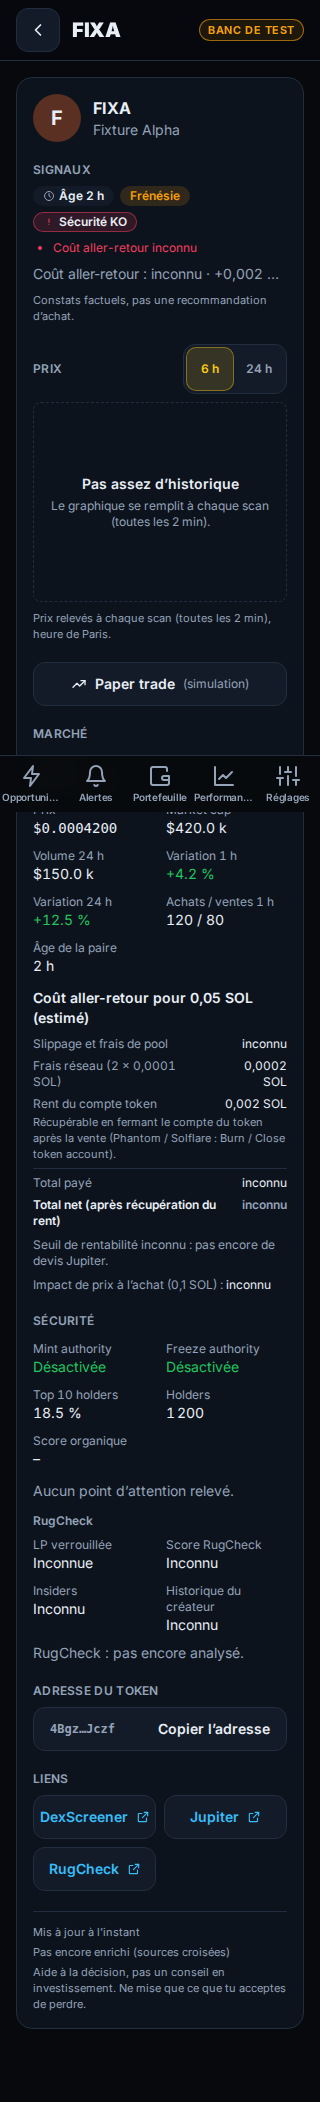 FIXA
BANC DE TEST
F
FIXA
Fixture Alpha
SIGNAUX
Âge 2 h
Frénésie
! Sécurité KO
• Coût aller-retour inconnu
Coût aller-retour : inconnu · +0,002 ...
Constats factuels, pas une recommandation
d'achat.
PRIX
6 h
24 h
Pas assez d'historique
Le graphique se remplit à chaque scan
(toutes les 2 min).
Prix relevés à chaque scan (toutes les 2 min),
heure de Paris.
Paper trade (simulation)
MARCHÉ
Opportuni...
Alertes
Portefeuille
Performan...
Réglages
$0.0004200
$420.0 k
Volume 24 h
Variation 1 h
$150.0 k
+4.2 %
Variation 24 h
Achats / ventes 1 h
+12.5 %
120 / 80
Âge de la paire
2 h
Coût aller-retour pour 0,05 SOL
(estimé)
Slippage et frais de pool
inconnu
Frais réseau (2 × 0,0001
SOL)
0,0002
SOL
Rent du compte token
0,002 SOL
Récupérable en fermant le compte du token
après la vente (Phantom / Solflare : Burn / Close
token account).
Total payé
inconnu
Total net (après récupération du
rent)
inconnu
Seuil de rentabilité inconnu : pas encore de
devis Jupiter.
Impact de prix à l'achat (0,1 SOL) : inconnu
SÉCURITÉ
Mint authority
Freeze authority
Désactivée
Désactivée
Top 10 holders
Holders
18.5 %
1 200
Score organique
–
Aucun point d'attention relevé.
RugCheck
LP verrouillée
Score RugCheck
Inconnue
Inconnu
Insiders
Historique du
créateur
Inconnu
Inconnu
RugCheck : pas encore analysé.
ADRESSE DU TOKEN
4Bgz…Jczf
Copier l'adresse
LIENS
DexScreener
Jupiter
RugCheck
Mis à jour à l'instant
Pas encore enrichi (sources croisées)
Aide à la décision, pas un conseil en
investissement. Ne mise que ce que tu acceptes
de perdre.